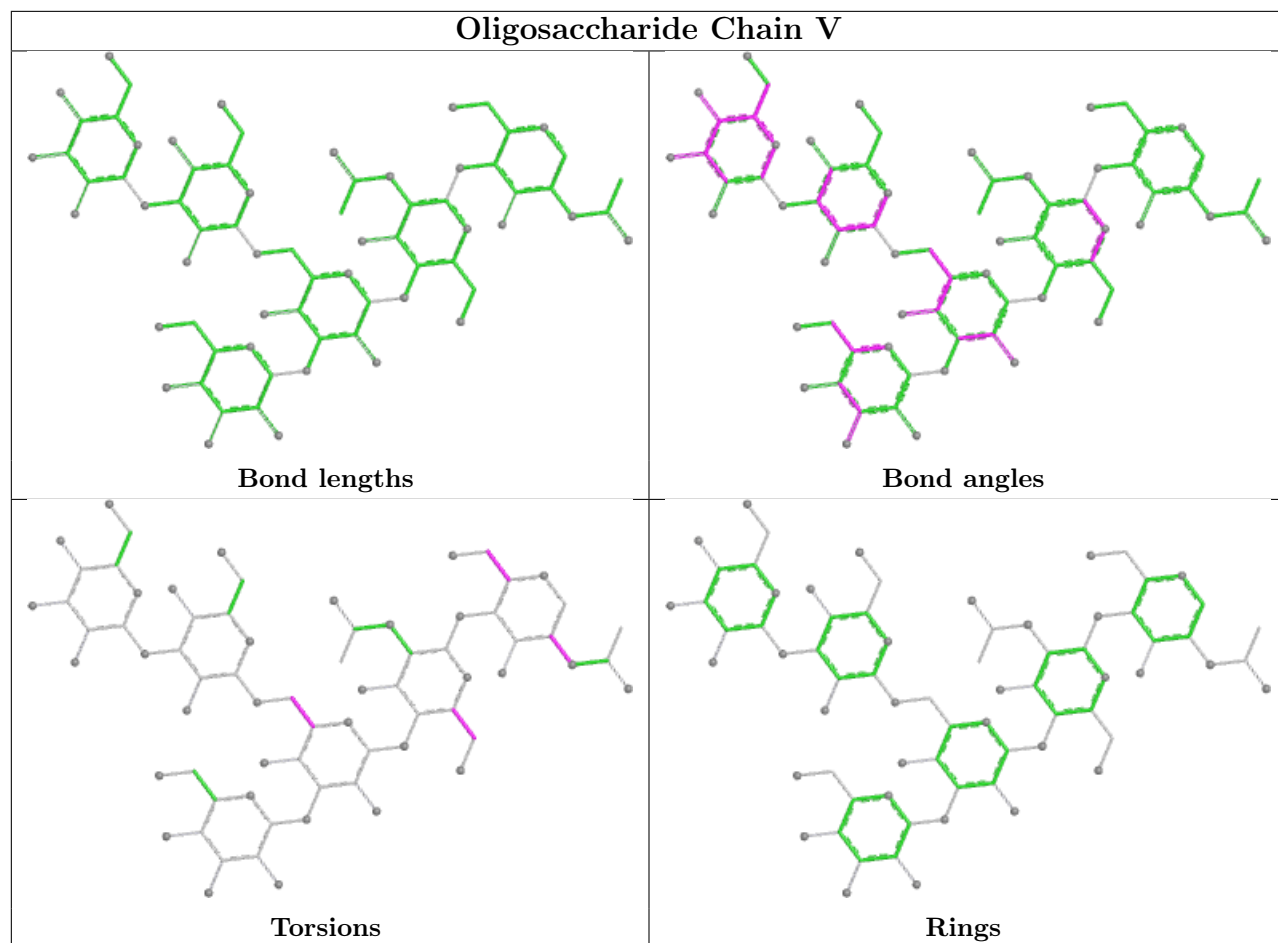 Oligosaccharide Chain V
Bond lengths
Bond angles
Torsions
Rings